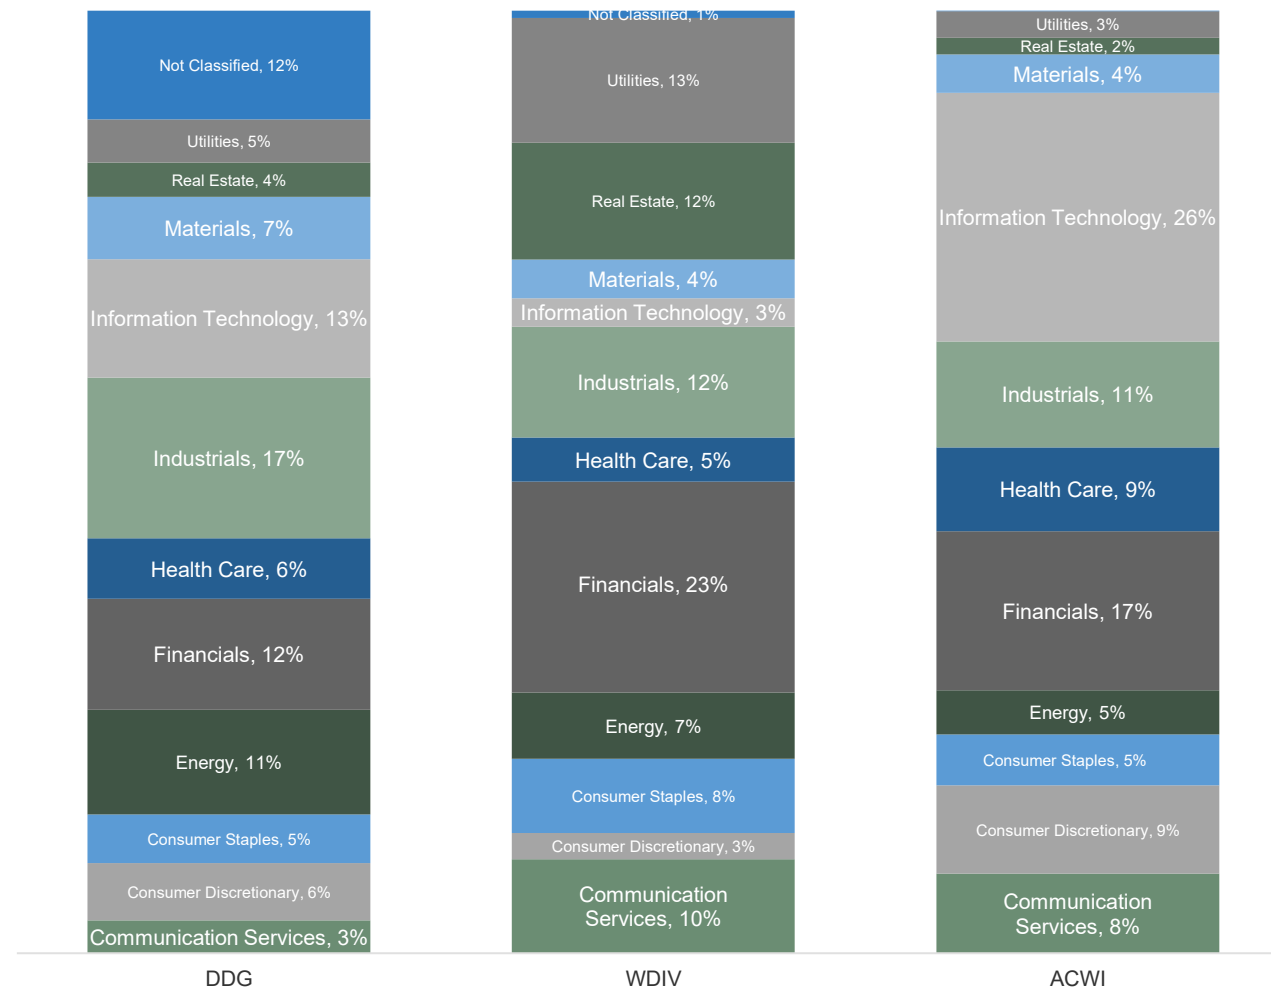 Not Classified, 12%
Utilities, 5%
Real Estate, 4%
Materials, 7%
Information Technology, 13%
Industrials, 17%
Health Care, 6%
Financials, 12%
Energy, 11%
Consumer Staples, 5%
Consumer Discretionary, 6%
Communication Services, 3%
DDG
Not Classified, 1%
Utilities, 13%
Real Estate, 12%
Materials, 4%
Information Technology, 3%
Industrials, 12%
Health Care, 5%
Financials, 23%
Energy, 7%
Consumer Staples, 8%
Consumer Discretionary, 3%
Communication
Services, 10%
WDIV
Utilities, 3%
Real Estate, 2%
Materials, 4%
Information Technology, 26%
Industrials, 11%
Health Care, 9%
Financials, 17%
Energy, 5%
Consumer Staples, 5%
Consumer Discretionary, 9%
Communication
Services, 8%
ACWI